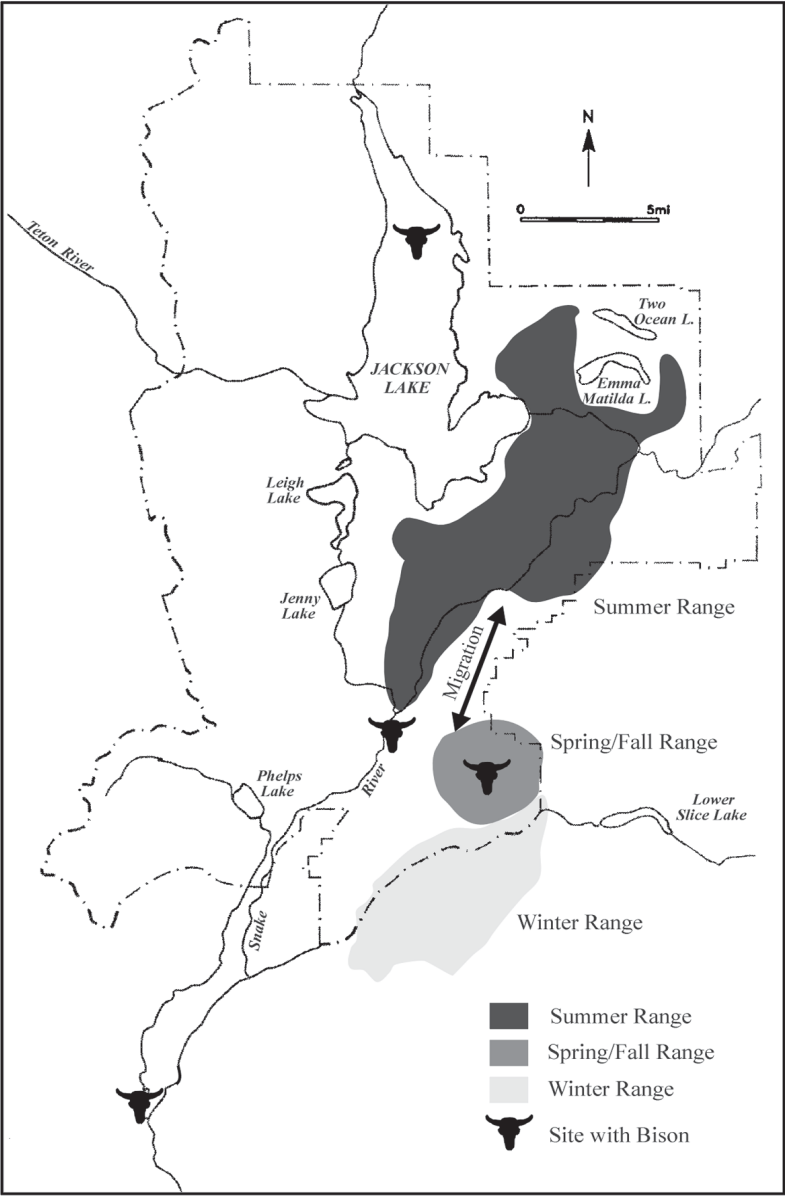 N
0 5mi
Teton River
Two
Ocean L.
JACKSON
LAKE
Emma
Matilda L.
Leigh
Lake
Jenny
Lake
Summer Range
Migration
Spring/Fall Range
River
Phelps
Lake
Lower
Slice Lake
Snake
Winter Range
Summer Range
Spring/Fall Range
Winter Range
Site with Bison